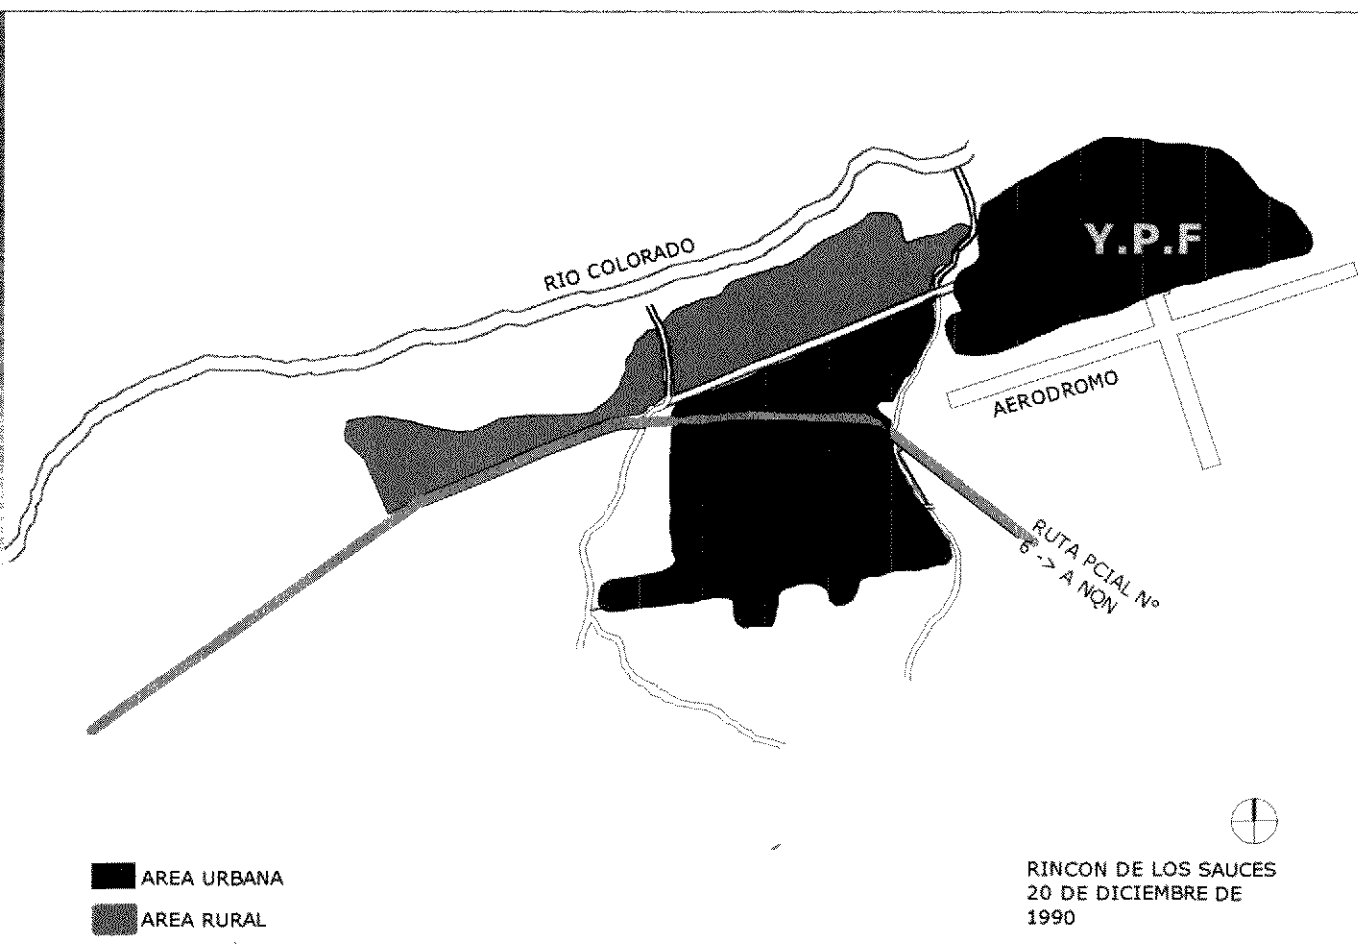 Y.P.F
RIO COLORADO
AERODROMO
RUTA PCIAL N°
6 -> A NQN
AREA URBANA
AREA RURAL
RINCON DE LOS SAUCES
20 DE DICIEMBRE DE
1990